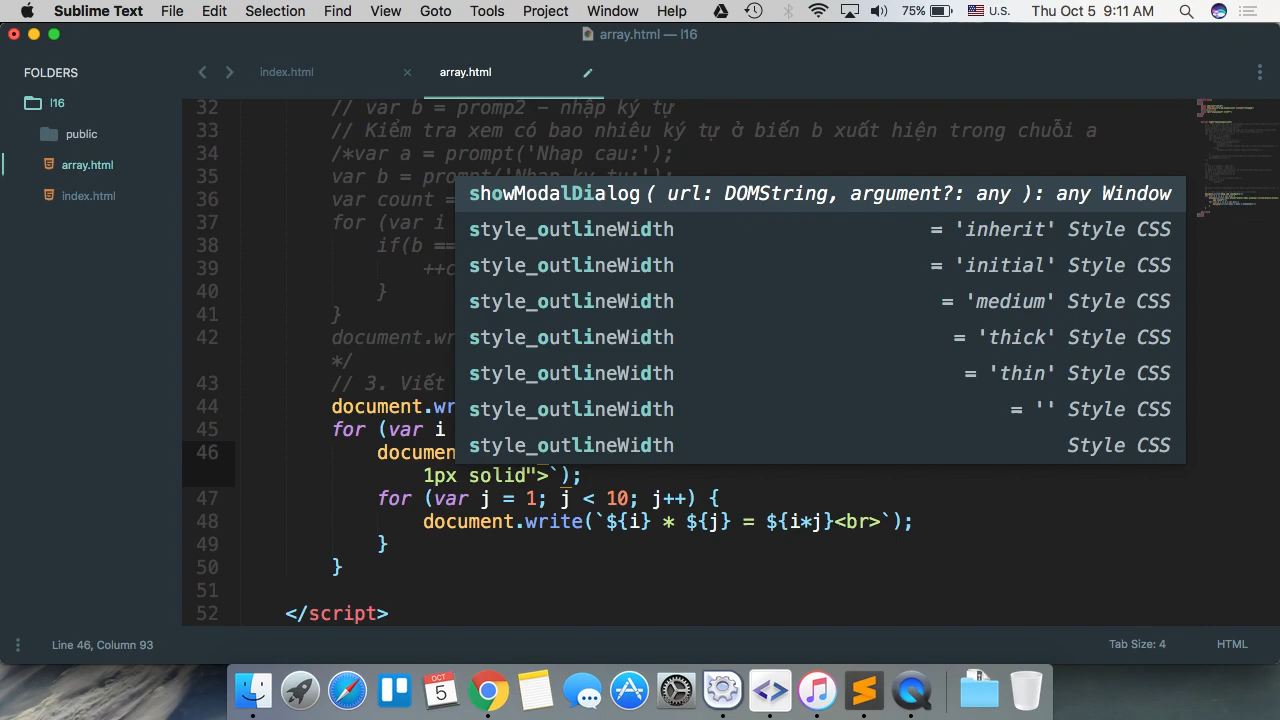 Sublime Text File Edit Selection Find View Goto Tools Project Window Help 75% U.S. Thu Oct 5 9:11 AM
array.html — l16
FOLDERS
l16
public
array.html
index.html
index.html × array.html
32 // var b = promp2 - nhập ký tự
33 // Kiểm tra xem có bao nhiêu ký tự ở biến b xuất hiện trong chuỗi a
34 /*var a = prompt('Nhap cau:');
35 var b = prompt('Nhap ky tu:');
36 var count =
37 for (var i
38 if(b ==
39 ++c
40 }
41 }
42 document.wr
*/
43 // 3. Viết
44 document.wr
45 for (var i
46 document
1px solid">`);
47 for (var j = 1; j < 10; j++) {
48 document.write(`${i} * ${j} = ${i*j}<br>`);
49 }
50 }
51
52 </script>
showModalDialog( url: DOMString, argument?: any ): any Window
style_outlineWidth = 'inherit' Style CSS
style_outlineWidth = 'initial' Style CSS
style_outlineWidth = 'medium' Style CSS
style_outlineWidth = 'thick' Style CSS
style_outlineWidth = 'thin' Style CSS
style_outlineWidth = '' Style CSS
style_outlineWidth Style CSS
Line 46, Column 93 Tab Size: 4 HTML
OCT
5